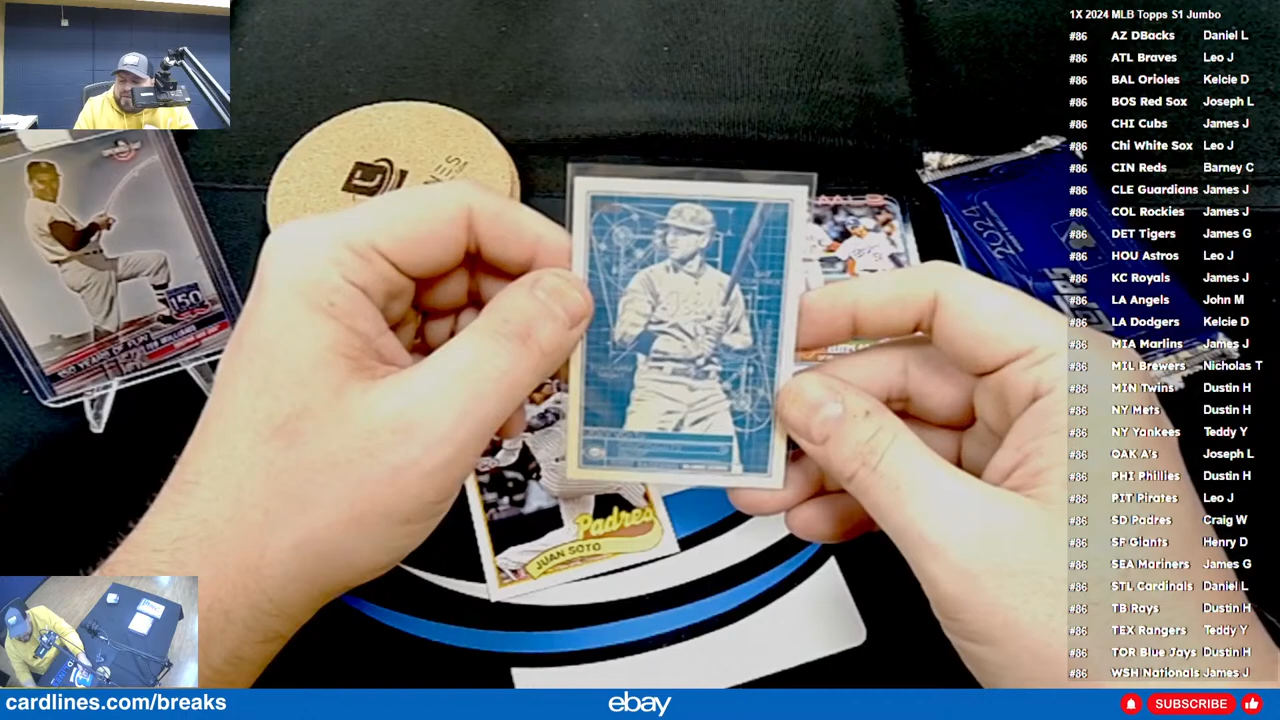 1X 2024 MLB Topps S1 Jumbo
#86 AZ DBacks Daniel L
#86 ATL Braves Leo J
#86 BAL Orioles Kelcie D
#86 BOS Red Sox Joseph L
#86 CHI Cubs James J
#86 Chi White Sox Leo J
#86 CIN Reds Barney C
#86 CLE Guardians James J
#86 COL Rockies James J
#86 DET Tigers James G
#86 HOU Astros Leo J
#86 KC Royals James J
#86 LA Angels John M
#86 LA Dodgers Kelcie D
#86 MIA Marlins James J
#86 MIL Brewers Nicholas T
#86 MIN Twins Dustin H
#86 NY Mets Dustin H
#86 NY Yankees Teddy Y
#86 OAK A's Joseph L
#86 PHI Phillies Dustin H
#86 PIT Pirates Leo J
#86 SD Padres Craig W
#86 SF Giants Henry D
#86 SEA Mariners James G
#86 STL Cardinals Daniel L
#86 TB Rays Dustin H
#86 TEX Rangers Teddy Y
#86 TOR Blue Jays Dustin H
#86 WSH Nationals James J
150
150 YEARS OF FUN
TED WILLIAMS
2024
Padres
JUAN SOTO
cardlines.com/breaks
ebay
SUBSCRIBE